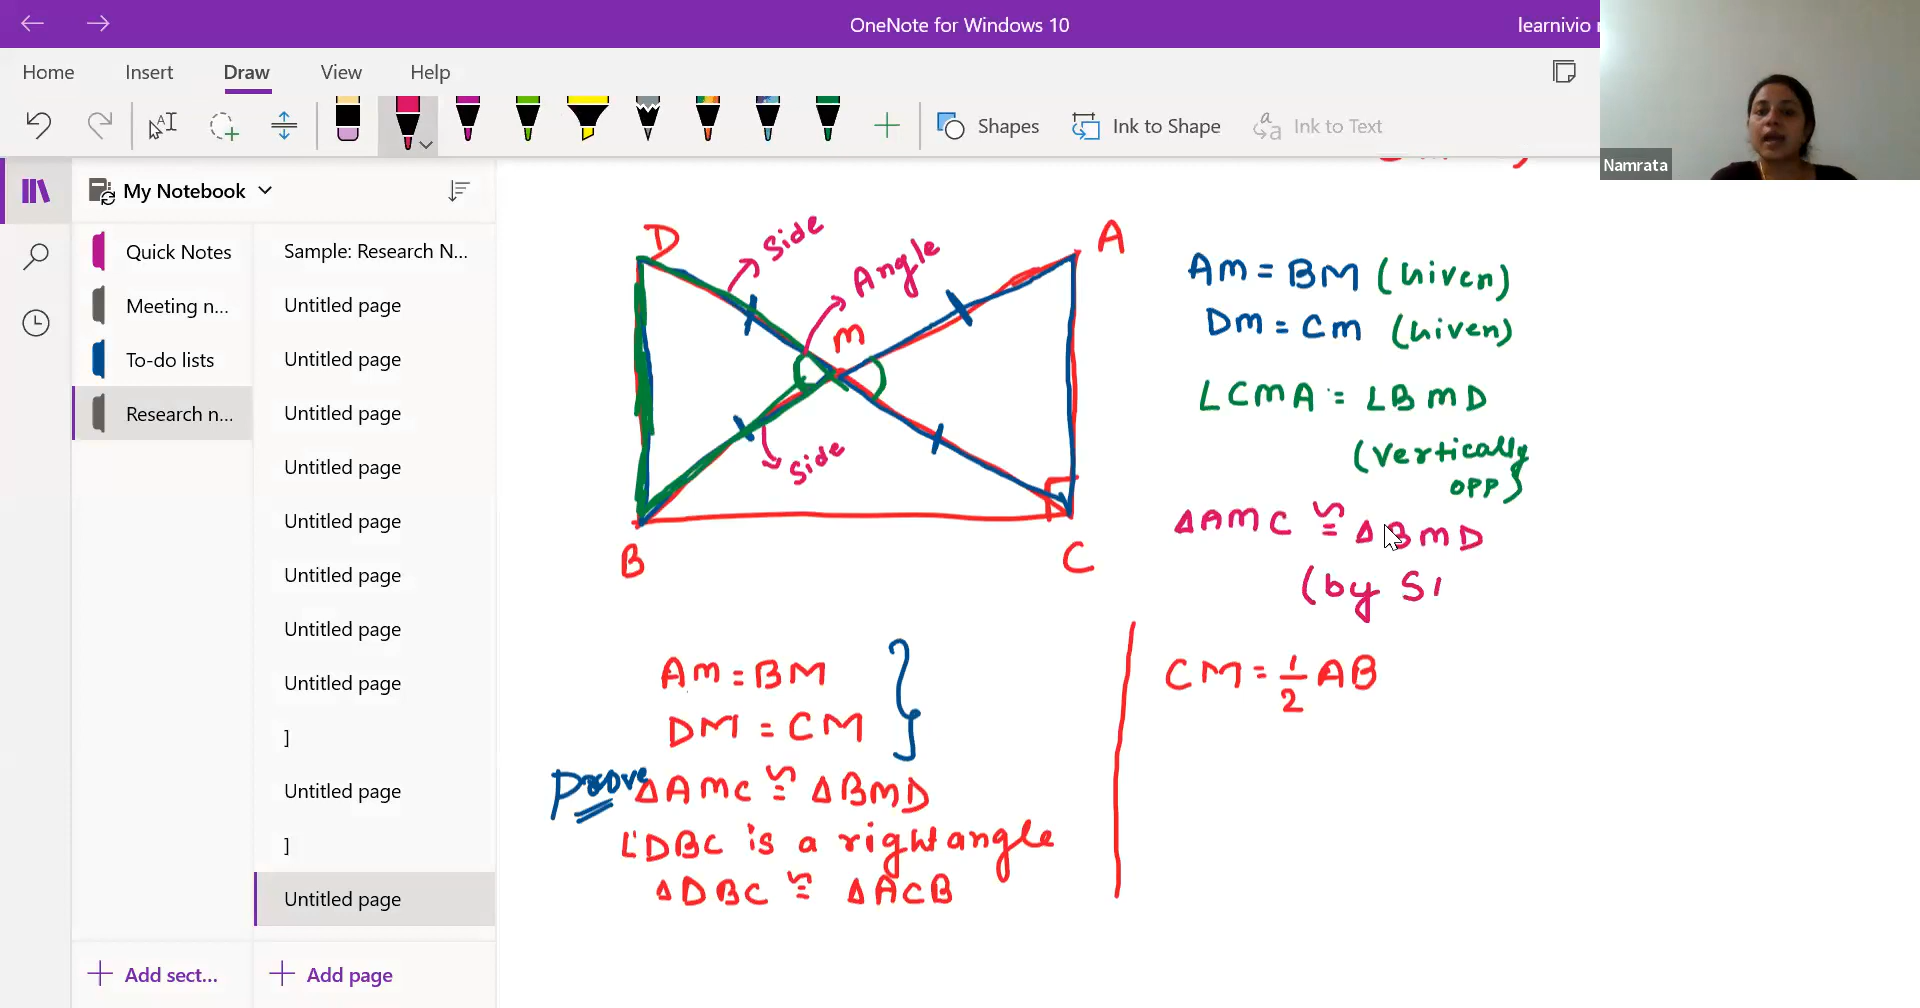 OneNote for Windows 10
learnivio
Home Insert Draw View Help
Shapes Ink to Shape Ink to Text
Namrata
My Notebook
Quick Notes
Meeting n...
To-do lists
Research n...
Sample: Research N...
Untitled page
Untitled page
Untitled page
Untitled page
Untitled page
Untitled page
Untitled page
Untitled page
]
Untitled page
]
Untitled page
Add sect...
Add page
D
Side
Angle
A
M
Side
B
C
AM = BM (Given)
DM = CM (Given)
∠CMA = ∠BMD
(Vertically
opp)
ΔAMC ≅ ΔBMD
(by S
AM = BM
DM = CM
Prove ΔAMC ≅ ΔBMD
∠DBC is a right angle
ΔDBC ≅ ΔACB
CM = 1/2 AB